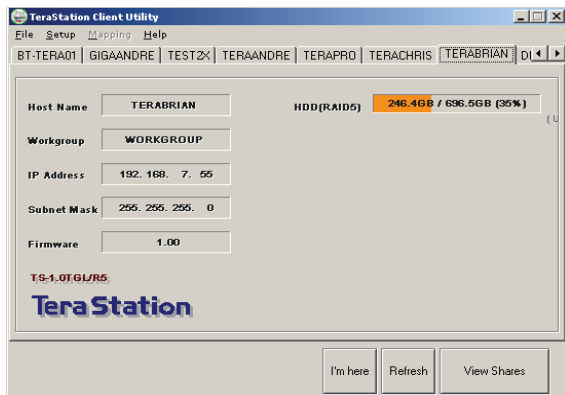 TeraStation Client Utility
File Setup Mapping Help
BT-TERA01 GIGAANDRE TEST2X TERAANDRE TERAPRO TERACHRIS TERABRIAN
Host Name TERABRIAN HDD(RAID5) 246.4GB / 696.5GB (35%)
(U
Workgroup WORKGROUP
IP Address 192. 168. 7. 55
Subnet Mask 255. 255. 255. 0
Firmware 1.00
TS-1.0TGL/R5
TeraStation
I'm here Refresh View Shares